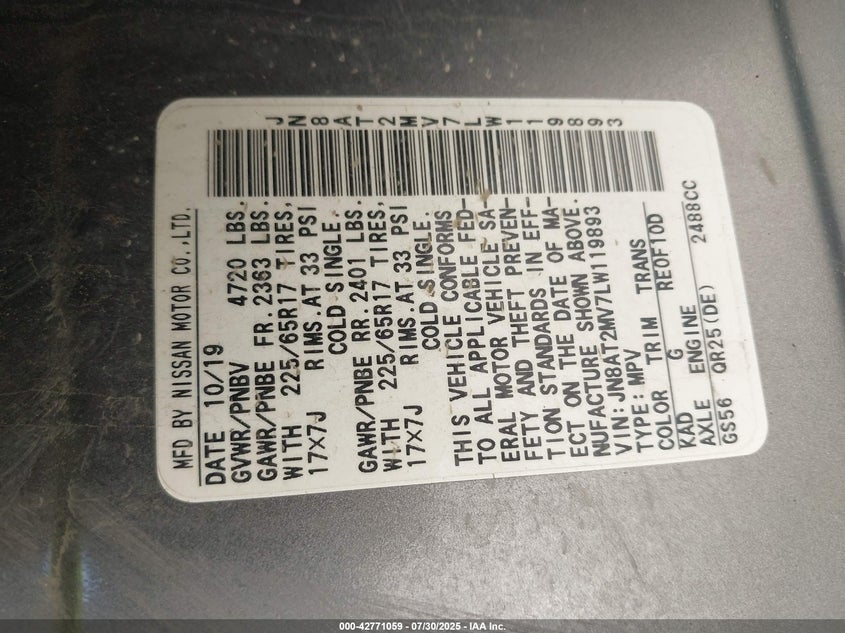 JN8AT2MV7LW119893
MFD BY NISSAN MOTOR CO.,LTD.
DATE 10/19
GVWR/PNBV 4720 LBS.
GAWR/PNBE FR.2363 LBS.
WITH 225/65R17 TIRES,
17X7J RIMS.AT 33 PSI
COLD SINGLE.
GAWR/PNBE RR.2401 LBS.
WITH 225/65R17 TIRES,
17X7J RIMS.AT 33 PSI
COLD SINGLE.
THIS VEHICLE CONFORMS
TO ALL APPLICABLE FED-
ERAL MOTOR VEHICLE SA-
FETY AND THEFT PREVEN-
TION STANDARDS IN EFF-
ECT ON THE DATE OF MA-
NUFACTURE SHOWN ABOVE.
VIN:JN8AT2MV7LW119893
TYPE:MPV
COLOR TRIM TRANS
KAD G RE0F10D
AXLE ENGINE
GS56 QR25(DE) 2488CC
000-42771059 - 07/30/2025 - IAA Inc.